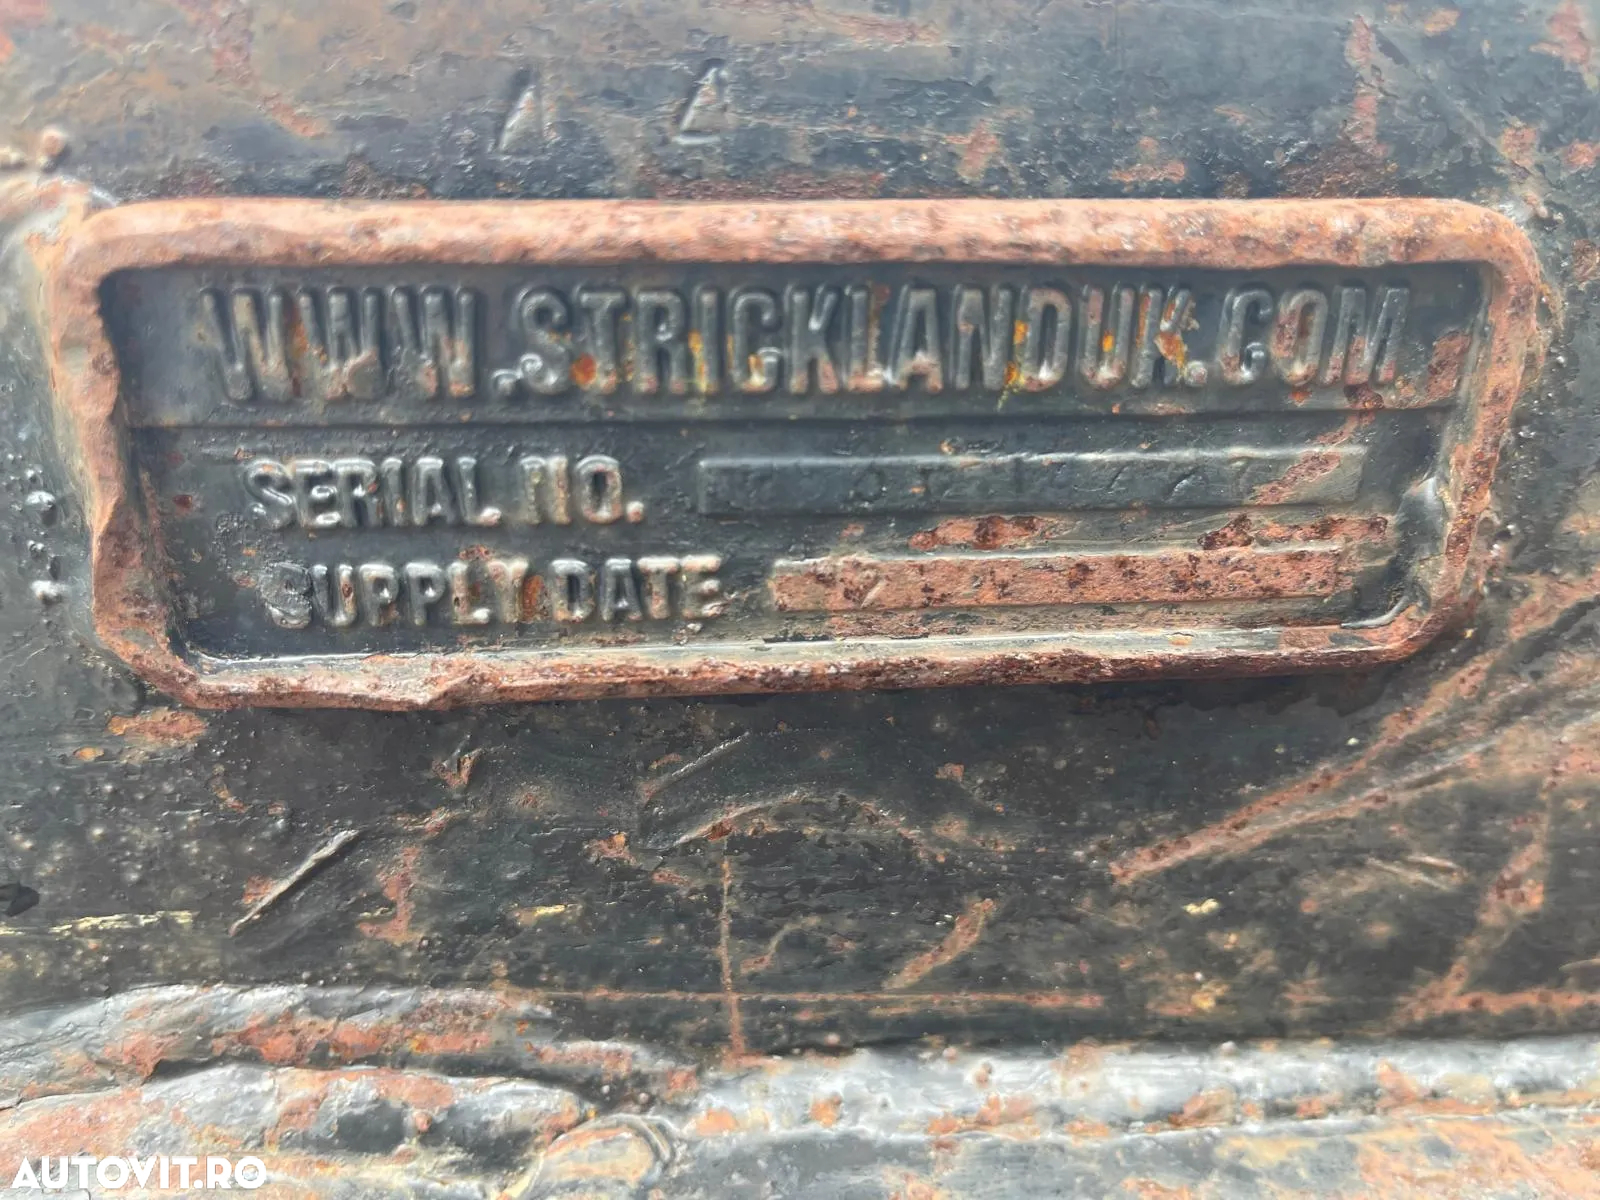 WWW.STRICKLANDUK.COM
SERIAL NO.
SUPPLY DATE
AUTOVIT.RO